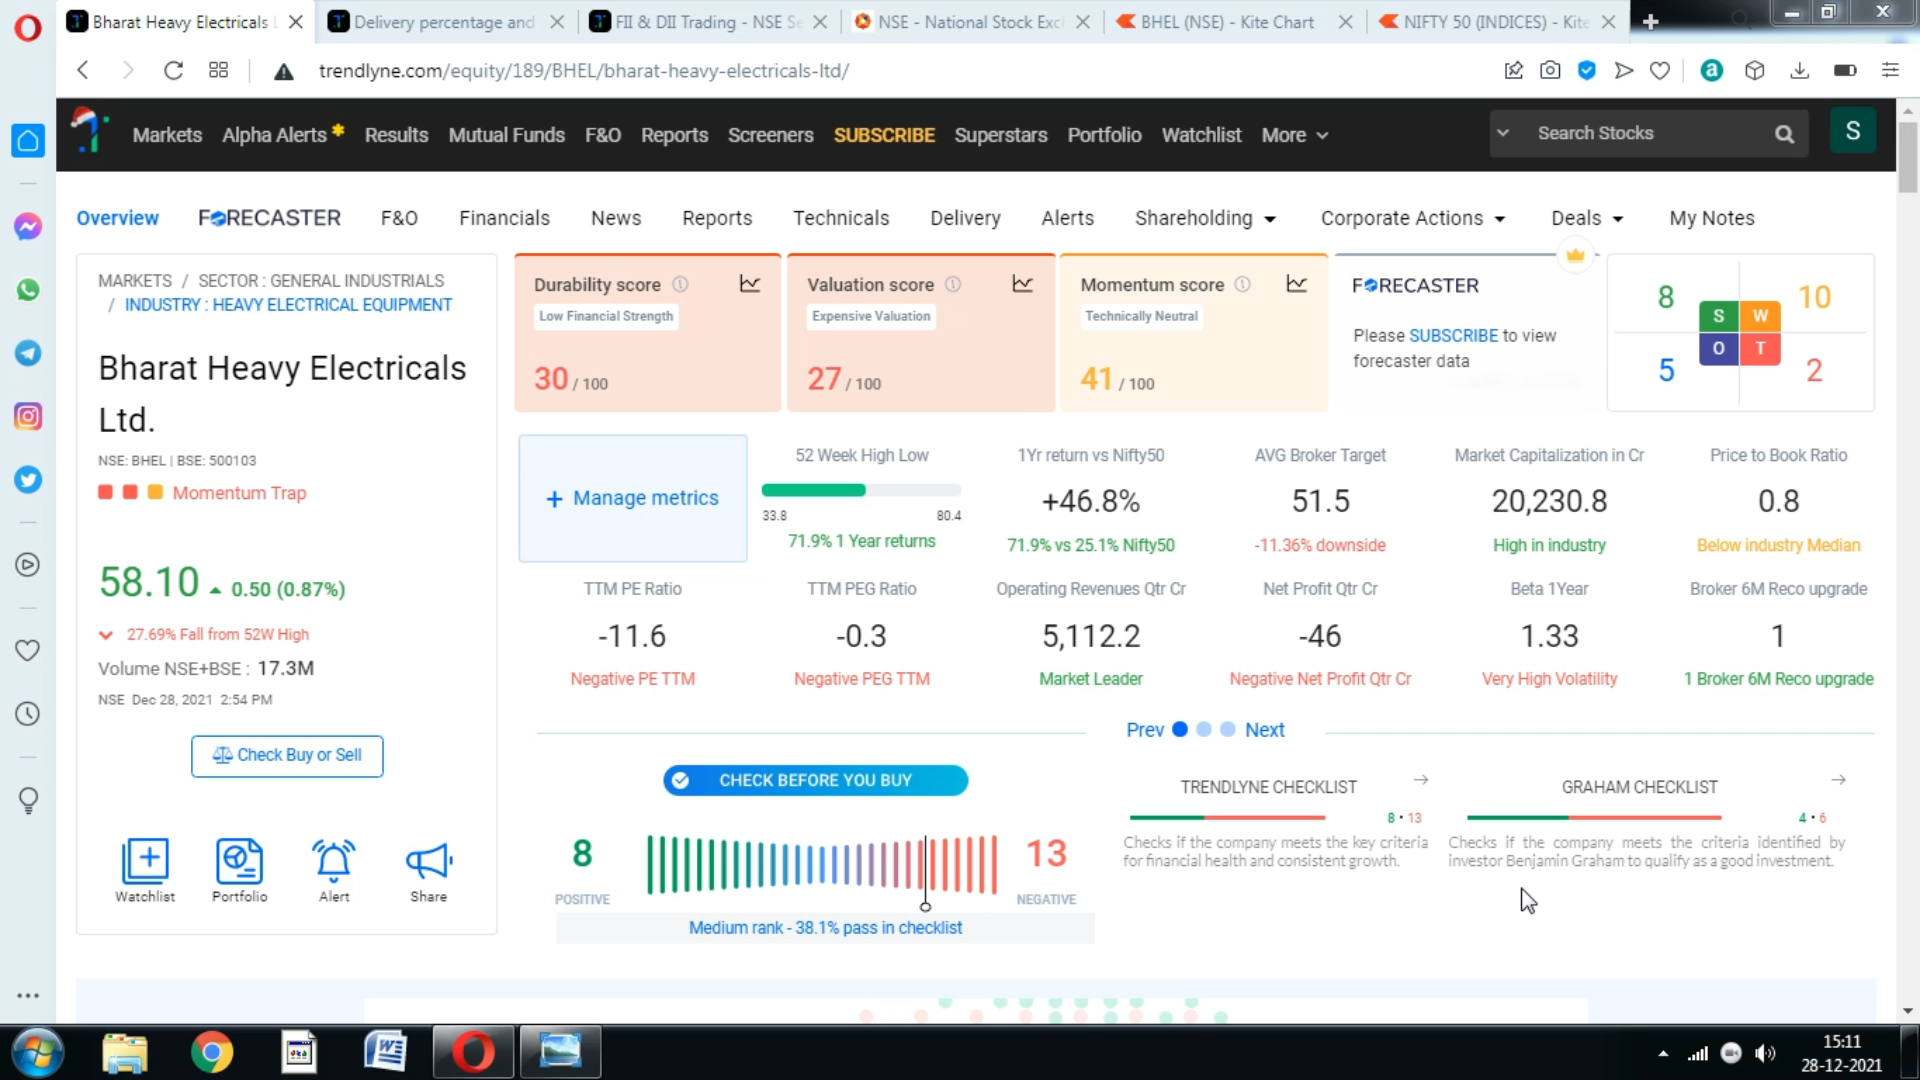 Bharat Heavy Electricals L
Delivery percentage and
FII & DII Trading - NSE Se
NSE - National Stock Exc
BHEL (NSE) - Kite Chart
NIFTY 50 (INDICES) - Kite
trendlyne.com/equity/189/BHEL/bharat-heavy-electricals-ltd/
Markets
Alpha Alerts
Results
Mutual Funds
F&O
Reports
Screeners
SUBSCRIBE
Superstars
Portfolio
Watchlist
More
Search Stocks
S
Overview
FORECASTER
F&O
Financials
News
Reports
Technicals
Delivery
Alerts
Shareholding
Corporate Actions
Deals
My Notes
MARKETS / SECTOR : GENERAL INDUSTRIALS
/ INDUSTRY : HEAVY ELECTRICAL EQUIPMENT
Bharat Heavy Electricals
Ltd.
NSE: BHEL | BSE: 500103
Momentum Trap
58.10 0.50 (0.87%)
27.69% Fall from 52W High
Volume NSE+BSE : 17.3M
NSE Dec 28, 2021 2:54 PM
Check Buy or Sell
Watchlist
Portfolio
Alert
Share
Durability score
Low Financial Strength
30 / 100
Valuation score
Expensive Valuation
27 / 100
Momentum score
Technically Neutral
41 / 100
FORECASTER
Please SUBSCRIBE to view
forecaster data
8
10
S W
O T
5
2
+ Manage metrics
52 Week High Low
33.8 80.4
71.9% 1 Year returns
1Yr return vs Nifty50
+46.8%
71.9% vs 25.1% Nifty50
AVG Broker Target
51.5
-11.36% downside
Market Capitalization in Cr
20,230.8
High in industry
Price to Book Ratio
0.8
Below industry Median
TTM PE Ratio
-11.6
Negative PE TTM
TTM PEG Ratio
-0.3
Negative PEG TTM
Operating Revenues Qtr Cr
5,112.2
Market Leader
Net Profit Qtr Cr
-46
Negative Net Profit Qtr Cr
Beta 1Year
1.33
Very High Volatility
Broker 6M Reco upgrade
1
1 Broker 6M Reco upgrade
Prev Next
CHECK BEFORE YOU BUY
8
POSITIVE
13
NEGATIVE
Medium rank - 38.1% pass in checklist
TRENDLYNE CHECKLIST
8 • 13
Checks if the company meets the key criteria
for financial health and consistent growth.
GRAHAM CHECKLIST
4 • 6
Checks if the company meets the criteria identified by
investor Benjamin Graham to qualify as a good investment.
15:11
28-12-2021